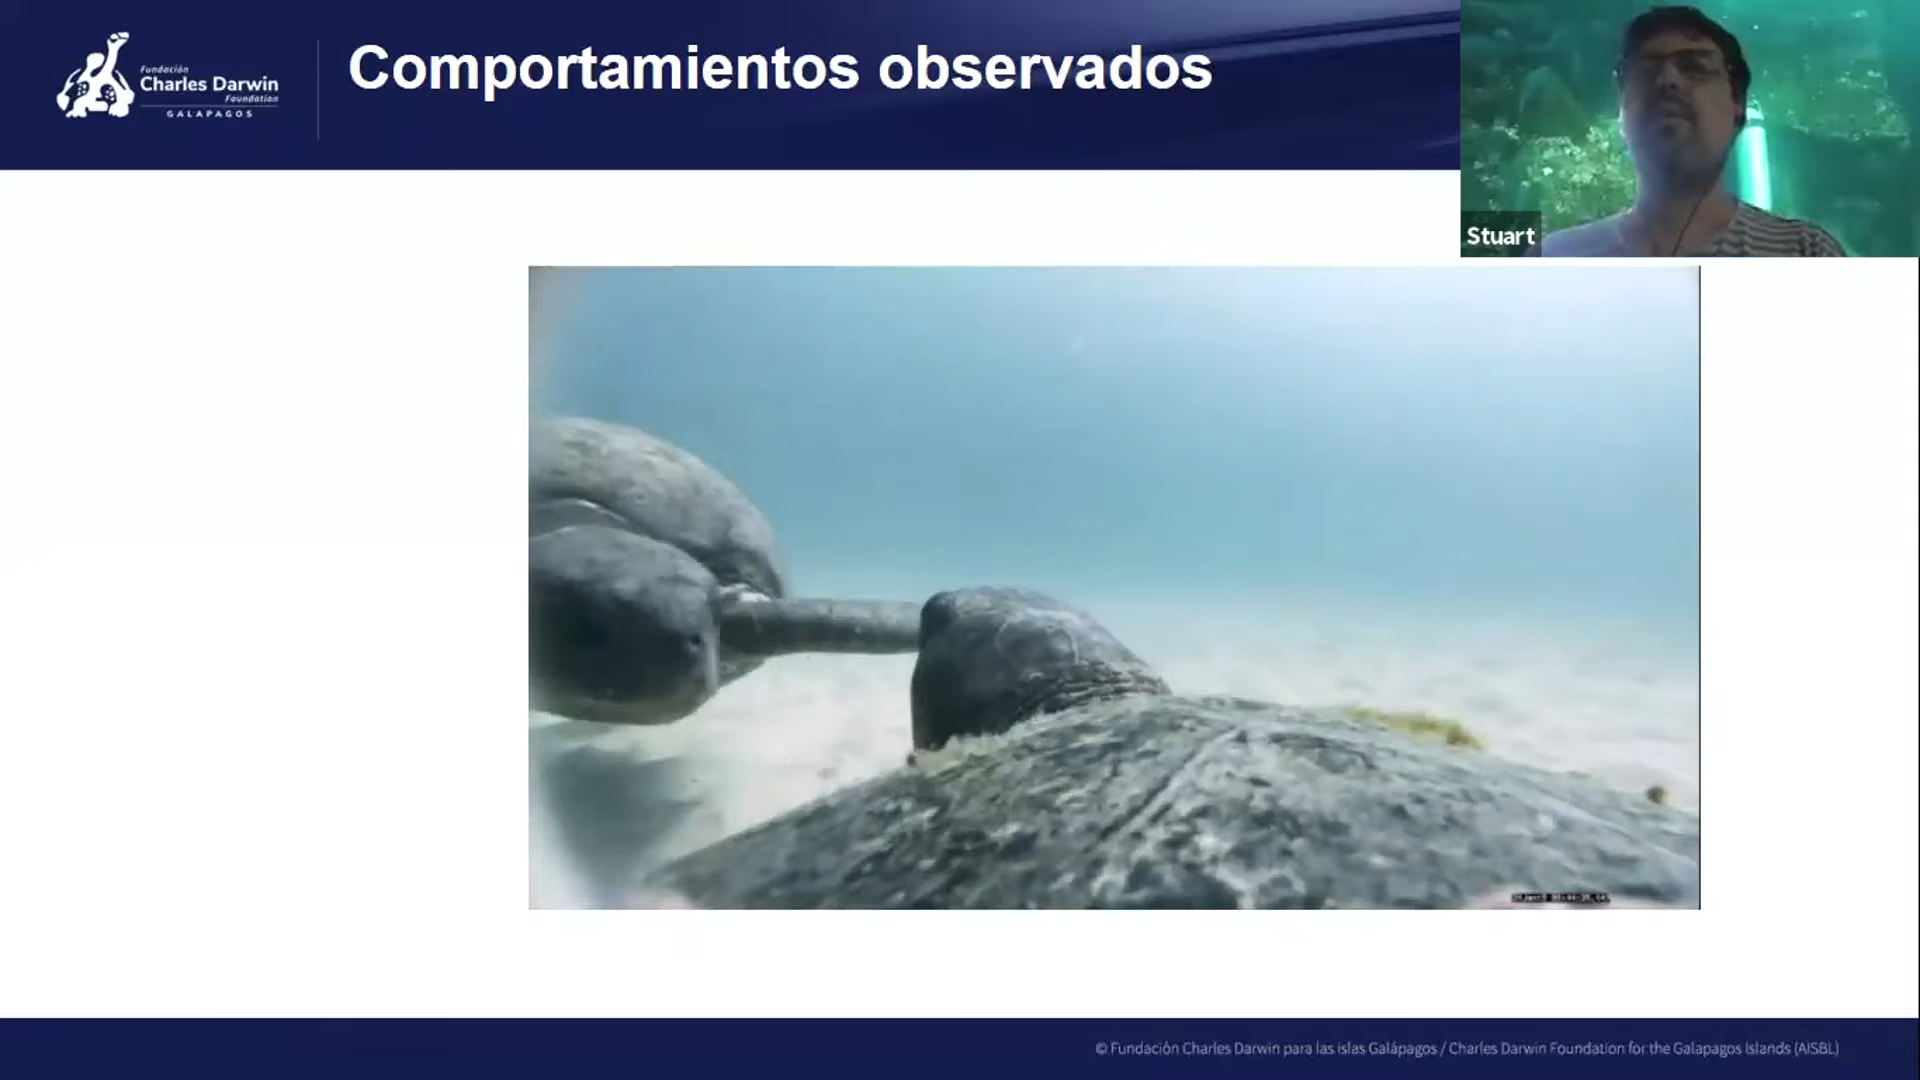 Fundación
Charles Darwin
Foundation
GALAPAGOS
Comportamientos observados
Stuart
© Fundación Charles Darwin para las islas Galápagos / Charles Darwin Foundation for the Galapagos Islands (AISBL)